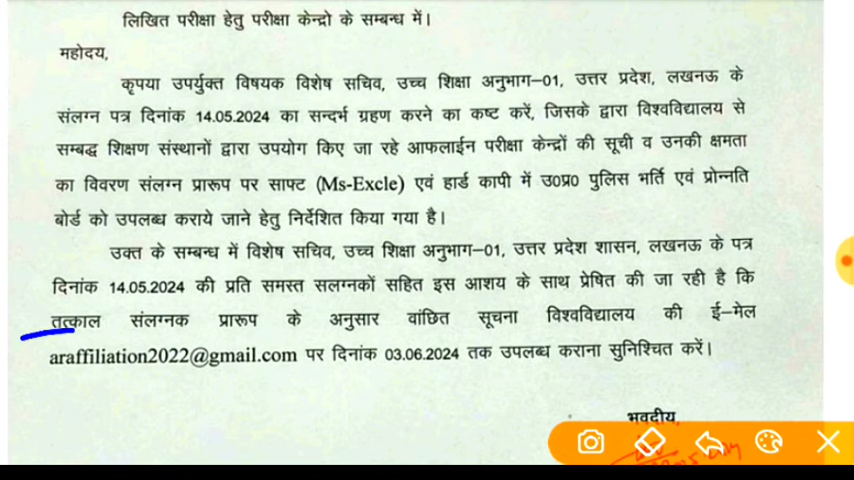 लिखित परीक्षा हेतु परीक्षा केन्द्रो के सम्बन्ध में।
महोदय,
कृपया उपर्युक्त विषयक विशेष सचिव, उच्च शिक्षा अनुभाग–01, उत्तर प्रदेश, लखनऊ के
संलग्न पत्र दिनांक 14.05.2024 का सन्दर्भ ग्रहण करने का कष्ट करें, जिसके द्वारा विश्वविद्यालय से
सम्बद्ध शिक्षण संस्थानों द्वारा उपयोग किए जा रहे आफलाईन परीक्षा केन्द्रों की सूची व उनकी क्षमता
का विवरण संलग्न प्रारूप पर साफ्ट (Ms-Excle) एवं हार्ड कापी में उ0प्र0 पुलिस भर्ति एवं प्रोन्नति
बोर्ड को उपलब्ध कराये जाने हेतु निर्देशित किया गया है।
उक्त के सम्बन्ध में विशेष सचिव, उच्च शिक्षा अनुभाग–01, उत्तर प्रदेश शासन, लखनऊ के पत्र
दिनांक 14.05.2024 की प्रति समस्त सलग्नकों सहित इस आशय के साथ प्रेषित की जा रही है कि
तत्काल संलग्नक प्रारूप के अनुसार वांछित सूचना विश्वविद्यालय की ई–मेल
araffiliation2022@gmail.com पर दिनांक 03.06.2024 तक उपलब्ध कराना सुनिश्चित करें।
भवदीय,